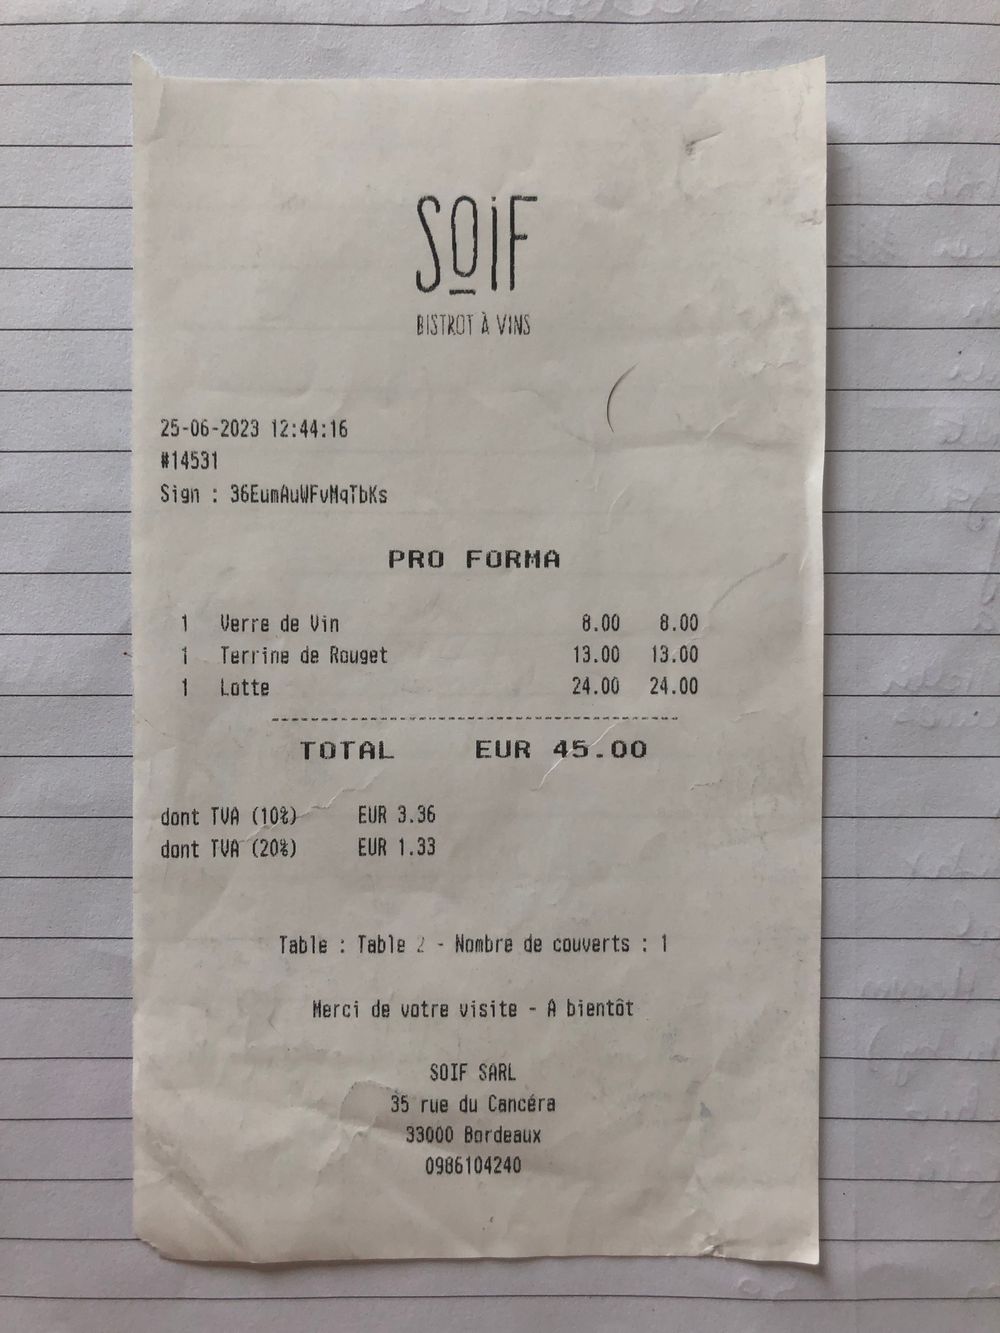 SOIF
BISTROT À VINS
25-06-2023 12:44:16
#14531
Sign : 36EumAuWFvMqTbKs
PRO FORMA
1 Verre de Vin 8.00 8.00
1 Terrine de Rouget 13.00 13.00
1 Lotte 24.00 24.00
TOTAL EUR 45.00
dont TVA (10%) EUR 3.36
dont TVA (20%) EUR 1.33
Table : Table 2 - Nombre de couverts : 1
Merci de votre visite - A bientôt
SOIF SARL
35 rue du Cancéra
33000 Bordeaux
0986104240